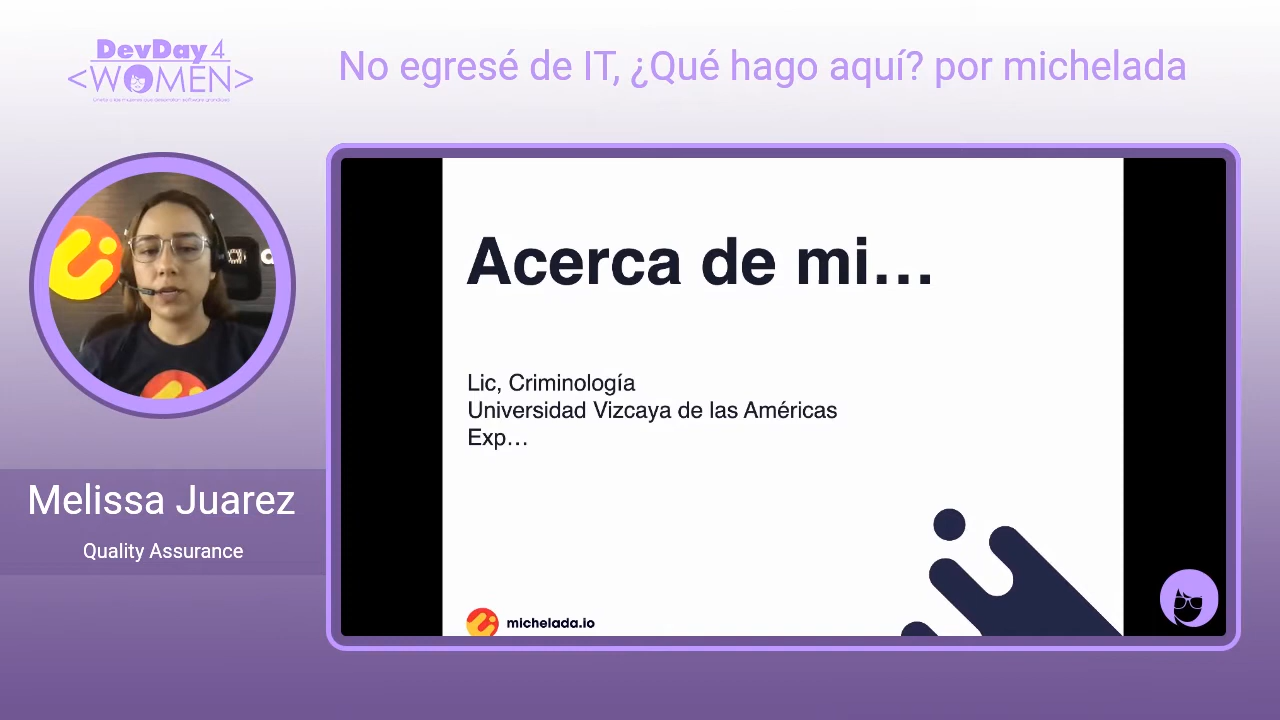 DevDay4
<WOMEN>
No egresé de IT, ¿Qué hago aquí? por michelada
Acerca de mi...
Lic, Criminología
Universidad Vizcaya de las Américas
Exp...
Melissa Juarez
Quality Assurance
michelada.io